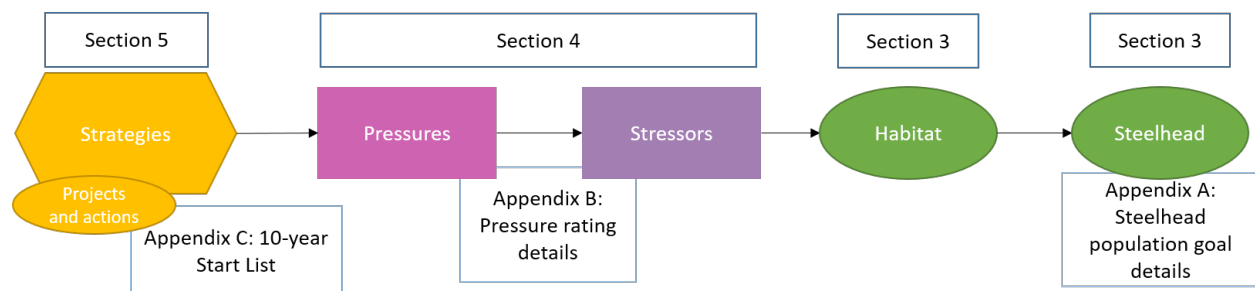 Section 5
Section 4
Section 3
Section 3
Strategies
Pressures
Stressors
Habitat
Steelhead
Projects
and actions
Appendix C: 10-year
Start List
Appendix B:
Pressure rating
details
Appendix A:
Steelhead
population goal
details